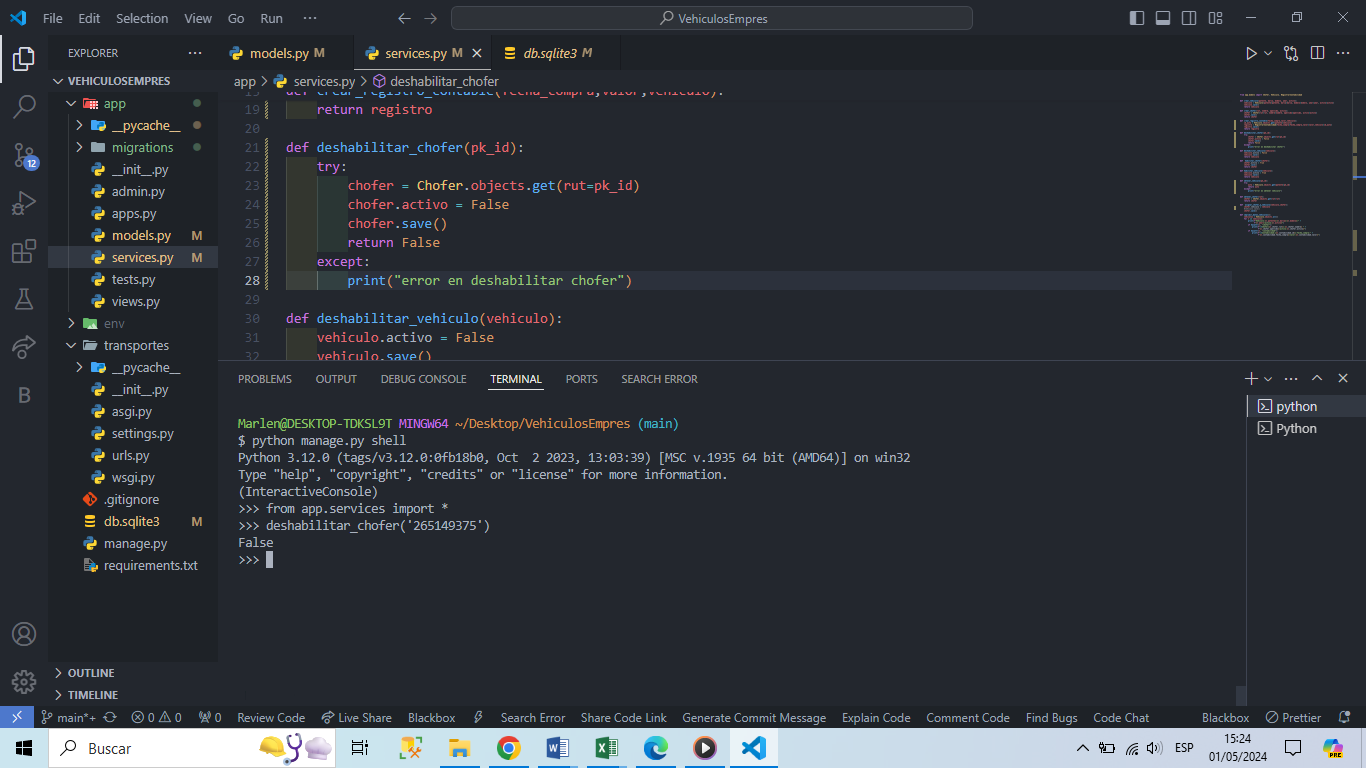 File Edit Selection View Go Run ··· VehiculosEmpres
EXPLORER ···
VEHICULOSEMPRES
app
__pycache__
migrations
__init__.py
admin.py
apps.py
models.py M
services.py M
tests.py
views.py
env
transportes
__pycache__
__init__.py
asgi.py
settings.py
urls.py
wsgi.py
.gitignore
db.sqlite3 M
manage.py
requirements.txt
OUTLINE
TIMELINE
12
B
models.py M services.py M db.sqlite3 M
app > services.py > deshabilitar_chofer
def crear_registro_contable(fecha_compra,valor,vehiculo):
19 return registro
20
21 def deshabilitar_chofer(pk_id):
22 try:
23 chofer = Chofer.objects.get(rut=pk_id)
24 chofer.activo = False
25 chofer.save()
26 return False
27 except:
28 print("error en deshabilitar chofer")
29
30 def deshabilitar_vehiculo(vehiculo):
31 vehiculo.activo = False
32 vehiculo.save()
PROBLEMS OUTPUT DEBUG CONSOLE TERMINAL PORTS SEARCH ERROR
Marlen@DESKTOP-TDKSL9T MINGW64 ~/Desktop/VehiculosEmpres (main)
$ python manage.py shell
Python 3.12.0 (tags/v3.12.0:0fb18b0, Oct  2 2023, 13:03:39) [MSC v.1935 64 bit (AMD64)] on win32
Type "help", "copyright", "credits" or "license" for more information.
(InteractiveConsole)
>>> from app.services import *
>>> deshabilitar_chofer('265149375')
False
>>>
python
Python
main*+ 0 0 0 Review Code Live Share Blackbox Search Error Share Code Link Generate Commit Message Explain Code Comment Code Find Bugs Code Chat Blackbox Prettier
Buscar
ESP
15:24
01/05/2024
PRE